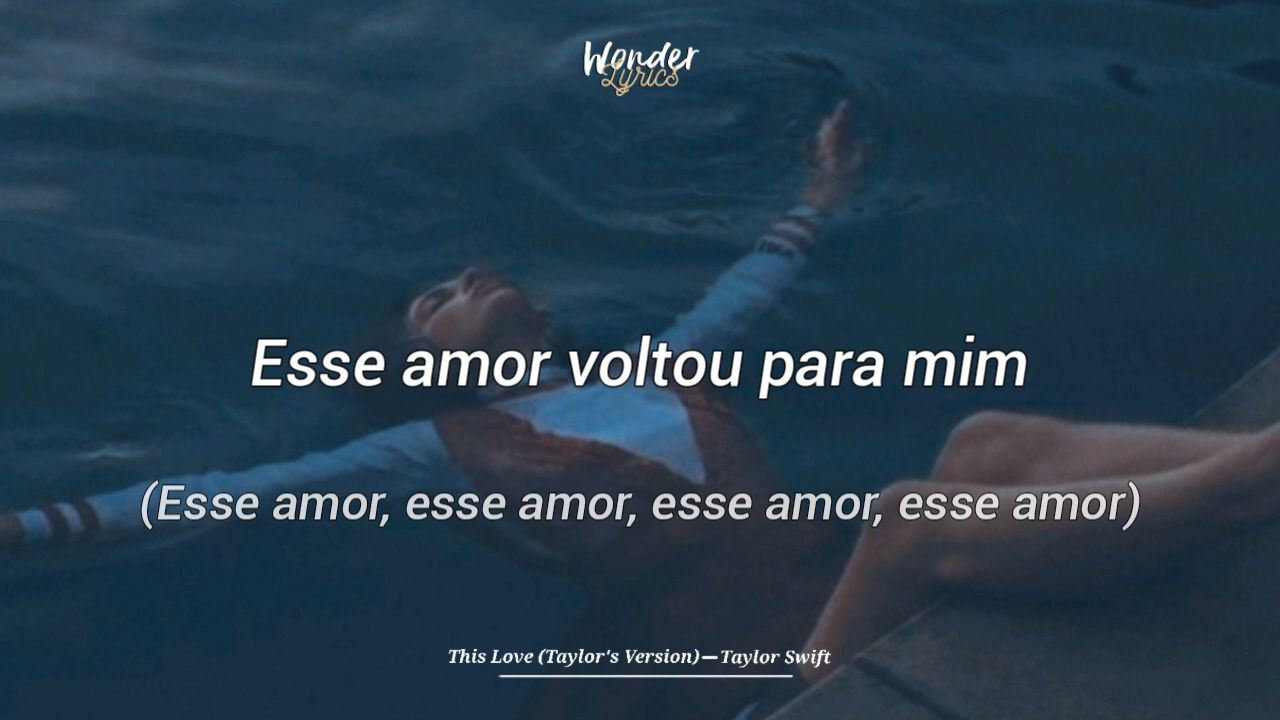 Wonder
Lyrics
Esse amor voltou para mim
(Esse amor, esse amor, esse amor, esse amor)
This Love (Taylor's Version)—Taylor Swift